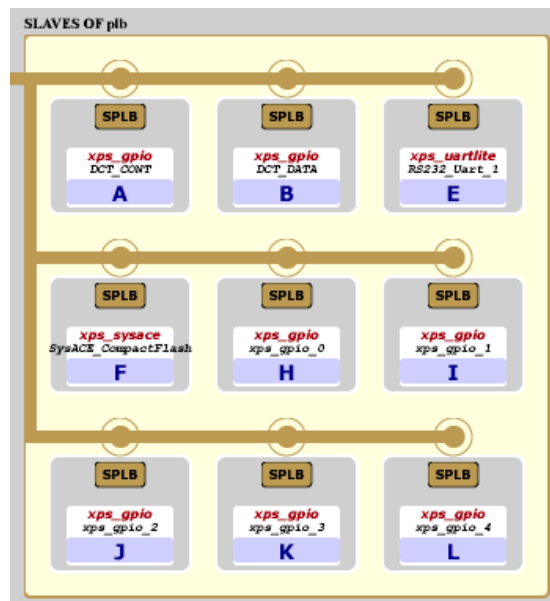 SLAVES OF plb
SPLB SPLB SPLB
xps_gpio xps_gpio xps_uartlite
DCT_CONT DCT_DATA RS232_Uart_1
A B E
SPLB SPLB SPLB
xps_sysace xps_gpio xps_gpio
SysACE_CompactFlash xps_gpio_0 xps_gpio_1
F H I
SPLB SPLB SPLB
xps_gpio xps_gpio xps_gpio
xps_gpio_2 xps_gpio_3 xps_gpio_4
J K L